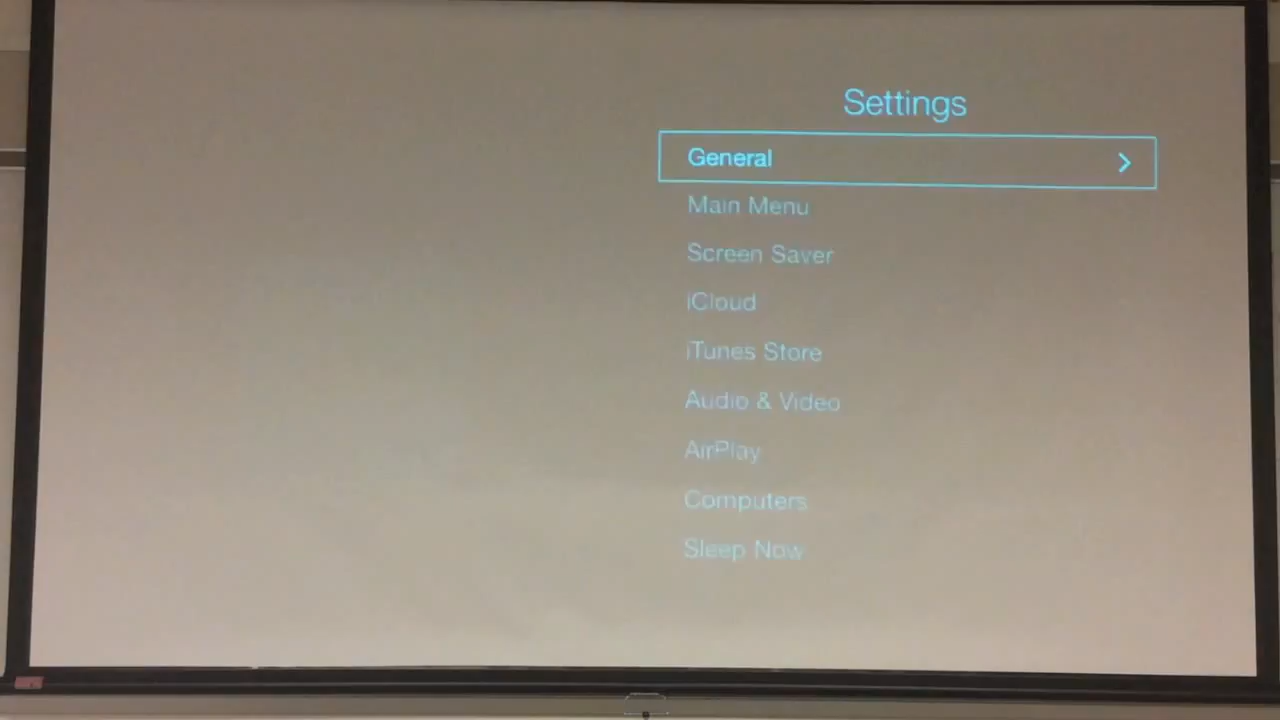 Settings
General
Main Menu
Screen Saver
iCloud
iTunes Store
Audio & Video
AirPlay
Computers
Sleep Now